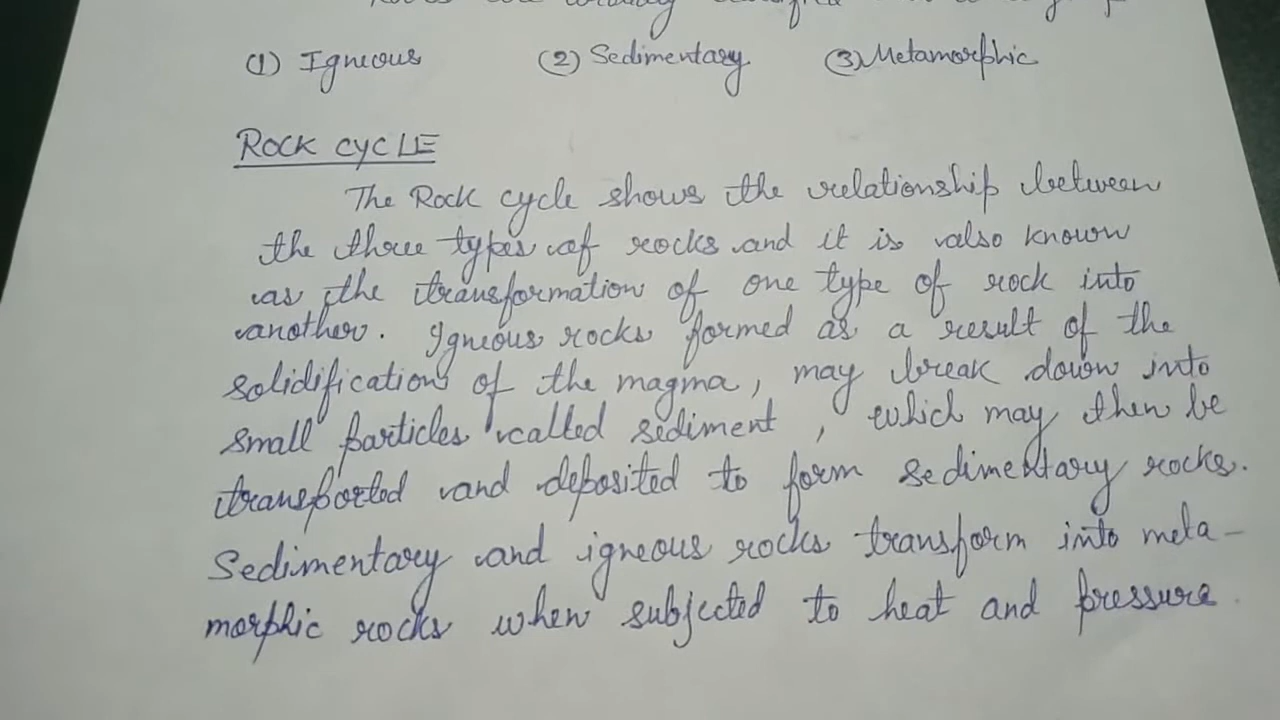 (1) Igneous (2) Sedimentary (3) Metamorphic
ROCK CYCLE
The Rock cycle shows the relationship between
the three types of rocks and it is also known
as the transformation of one type of rock into
another. Igneous rocks formed as a result of the
solidification of the magma, may break down into
small particles called sediment, which may then be
transported and deposited to form sedimentary rocks.
Sedimentary and igneous rocks transform into meta-
morphic rocks when subjected to heat and pressure.